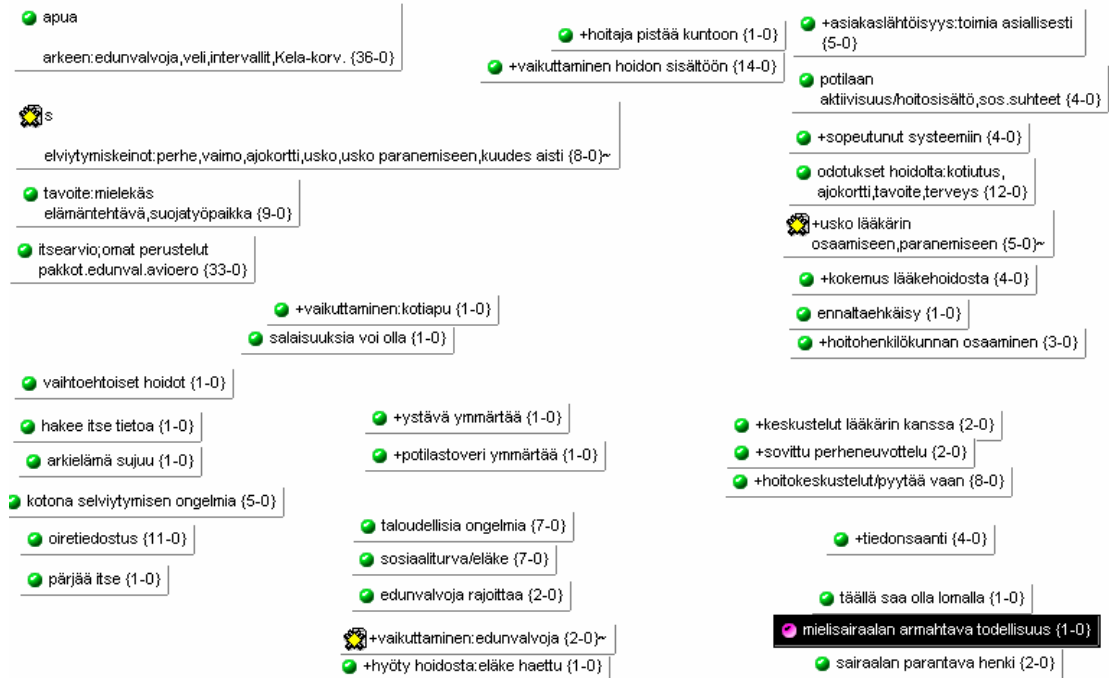 apua
arkeen:edunvalvoja,veli,intervallit,Kela-korv. {36-0}
s
elviytymiskeinot:perhe,vaimo,ajokortti,usko,usko paranemiseen,kuudes aisti {8-0}~
tavoite:mielekäs
elämäntehtävä,suojatyöpaikka {9-0}
itsearvio;omat perustelut
pakkot.edunval.avioero {33-0}
+vaikuttaminen:kotiapu {1-0}
salaisuuksia voi olla {1-0}
vaihtoehtoiset hoidot {1-0}
hakee itse tietoa {1-0}
arkielämä sujuu {1-0}
kotona selviytymisen ongelmia {5-0}
oiretiedostus {11-0}
pärjää itse {1-0}
+hoitaja pistää kuntoon {1-0}
+vaikuttaminen hoidon sisältöön {14-0}
+ystävä ymmärtää {1-0}
+potilastoveri ymmärtää {1-0}
taloudellisia ongelmia {7-0}
sosiaaliturva/eläke {7-0}
edunvalvoja rajoittaa {2-0}
+vaikuttaminen:edunvalvoja {2-0}~
+hyöty hoidosta:eläke haettu {1-0}
+asiakaslähtöisyys:toimia asiallisesti
{5-0}
potilaan
aktiivisuus/hoitosisältö,sos.suhteet {4-0}
+sopeutunut systeemiin {4-0}
odotukset hoidolta:kotiutus,
ajokortti,tavoite,terveys {12-0}
+usko lääkärin
osaamiseen,paranemiseen {5-0}~
+kokemus lääkehoidosta {4-0}
ennaltaehkäisy {1-0}
+hoitohenkilökunnan osaaminen {3-0}
+keskustelut lääkärin kanssa {2-0}
+sovittu perheneuvottelu {2-0}
+hoitokeskustelut/pyytää vaan {8-0}
+tiedonsaanti {4-0}
täällä saa olla lomalla {1-0}
mielisairaalan armahtava todellisuus {1-0}
sairaalan parantava henki {2-0}